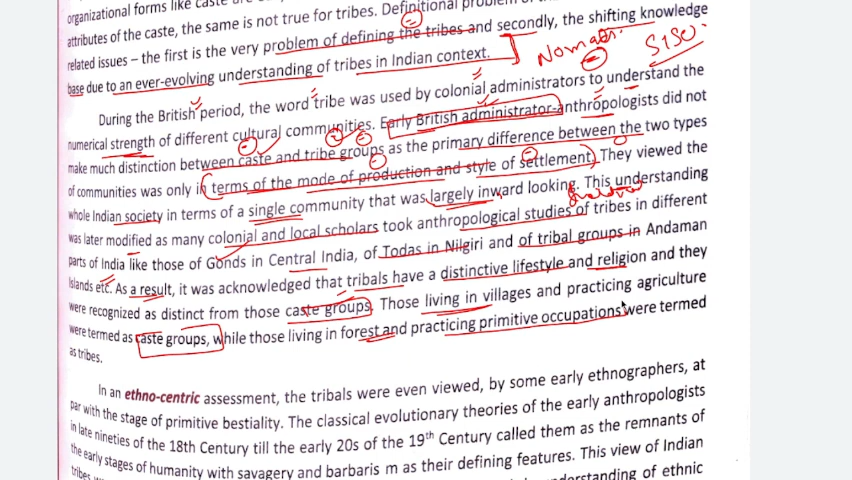 organizational forms like caste
attributes of the caste, the same is not true for tribes. Definitional problem
related issues – the first is the very problem of defining the tribes and secondly, the shifting knowledge
base due to an ever-evolving understanding of tribes in Indian context.
Nomads.
SISO.
During the British period, the word tribe was used by colonial administrators to understand the
numerical strength of different cultural communities. Early British administrator-anthropologists did not
make much distinction between caste and tribe groups as the primary difference between the two types
of communities was only in terms of the mode of production and style of settlement. They viewed the
whole Indian society in terms of a single community that was largely inward looking. This understanding
was later modified as many colonial and local scholars took anthropological studies of tribes in different
parts of India like those of Gonds in Central India, of Todas in Nilgiri and of tribal groups in Andaman
Islands etc. As a result, it was acknowledged that tribals have a distinctive lifestyle and religion and they
were recognized as distinct from those caste groups. Those living in villages and practicing agriculture
were termed as caste groups, while those living in forest and practicing primitive occupations were termed
as tribes.
In an ethno-centric assessment, the tribals were even viewed, by some early ethnographers, at
par with the stage of primitive bestiality. The classical evolutionary theories of the early anthropologists
in late nineties of the 18th Century till the early 20s of the 19th Century called them as the remnants of
the early stages of humanity with savagery and barbaris m as their defining features. This view of Indian
tribes
understanding of ethnic